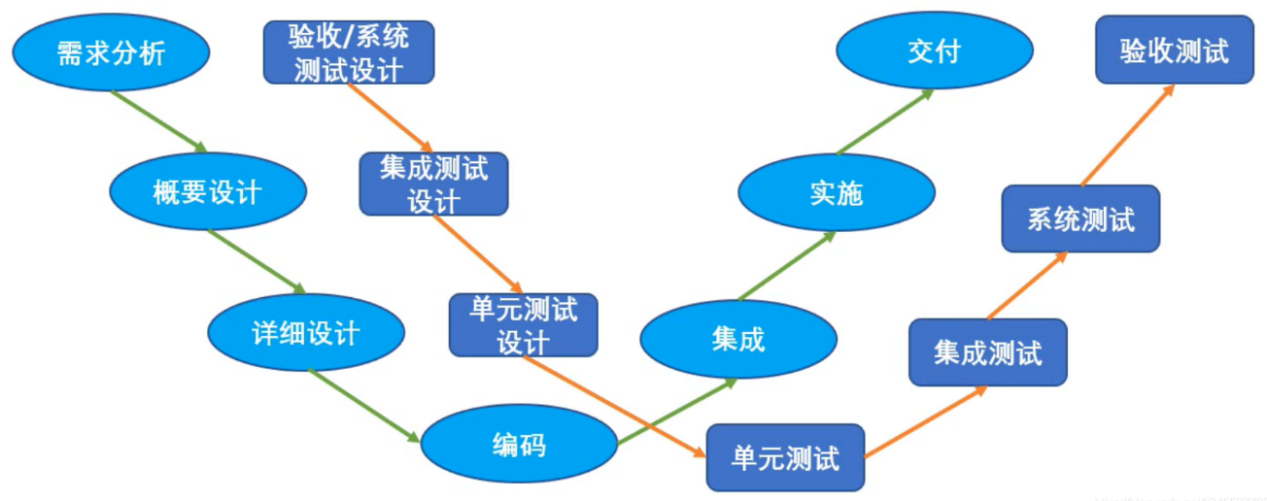 需求分析
验收/系统
测试设计
交付
验收测试
概要设计
集成测试
设计
实施
系统测试
详细设计
单元测试
设计
集成
集成测试
编码
单元测试